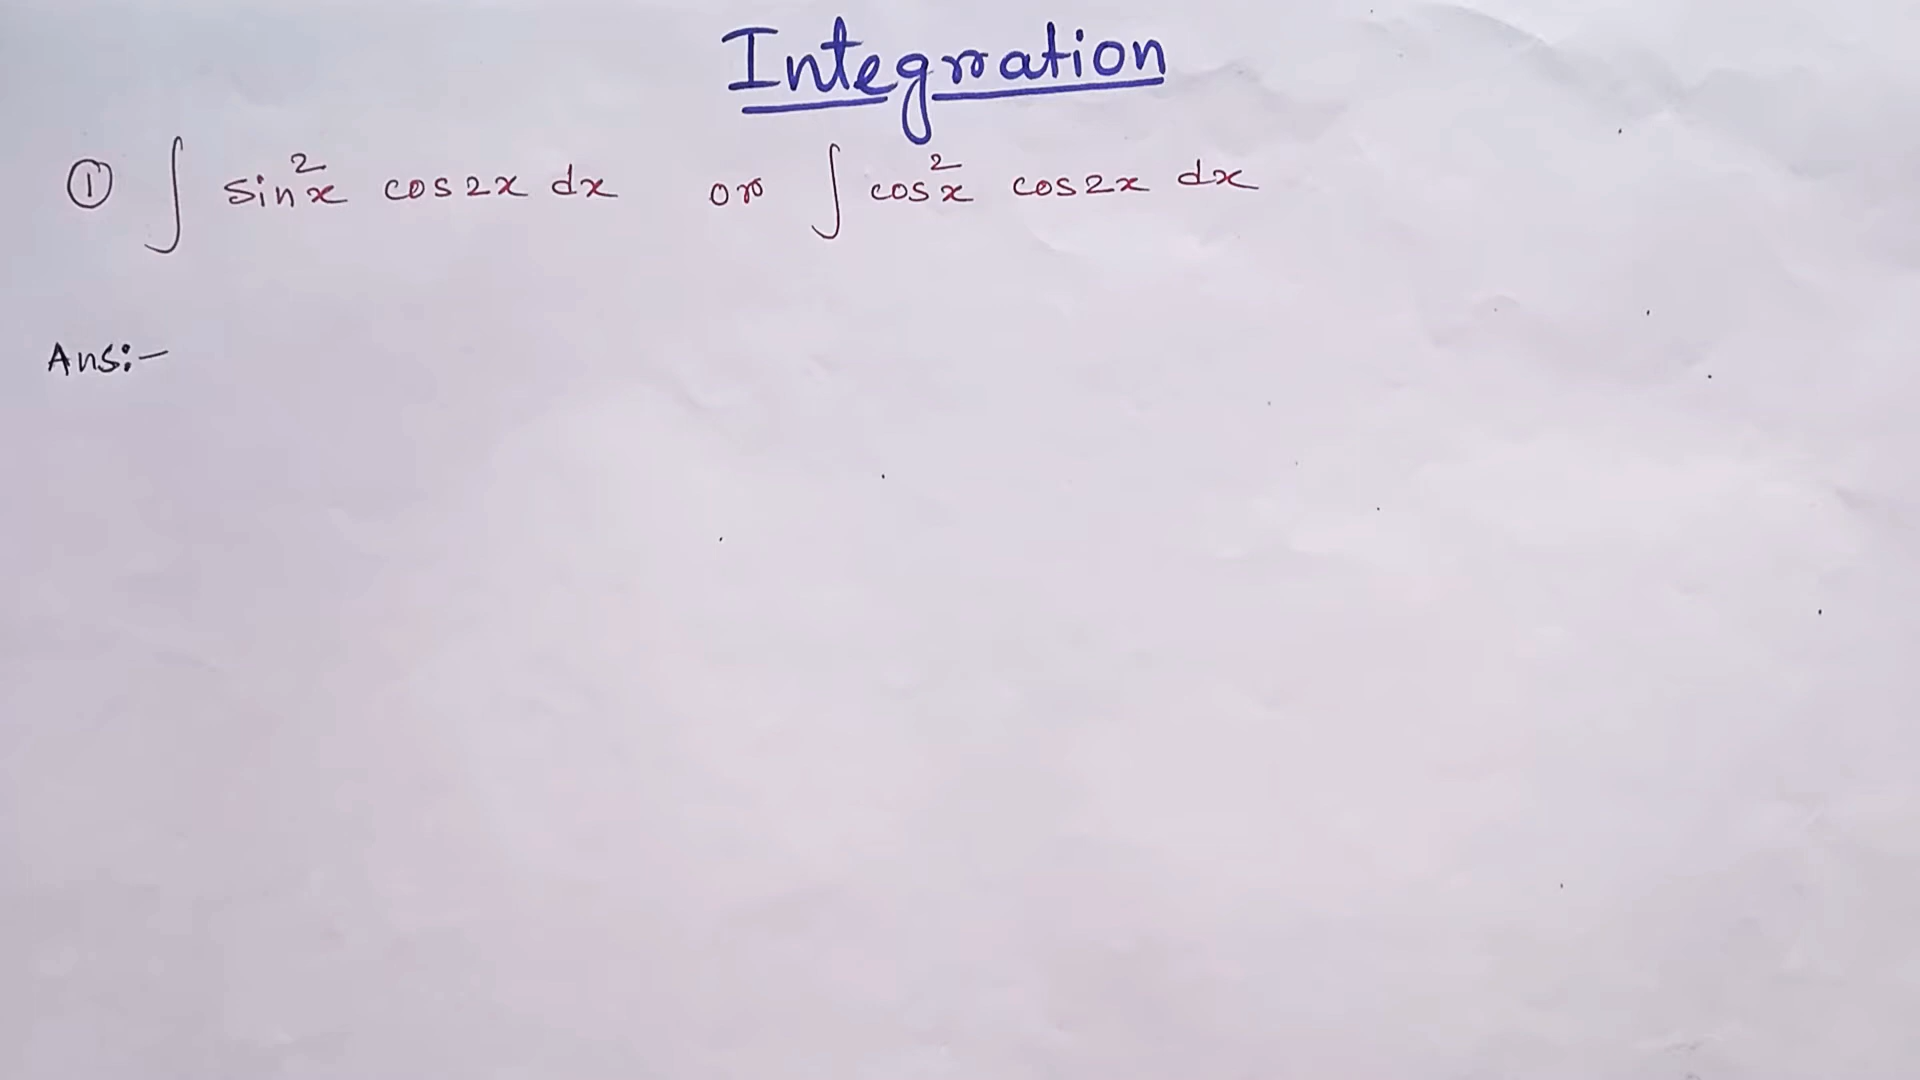 Integration
① ∫ sin²x cos2x dx or ∫ cos²x cos2x dx
Ans:-